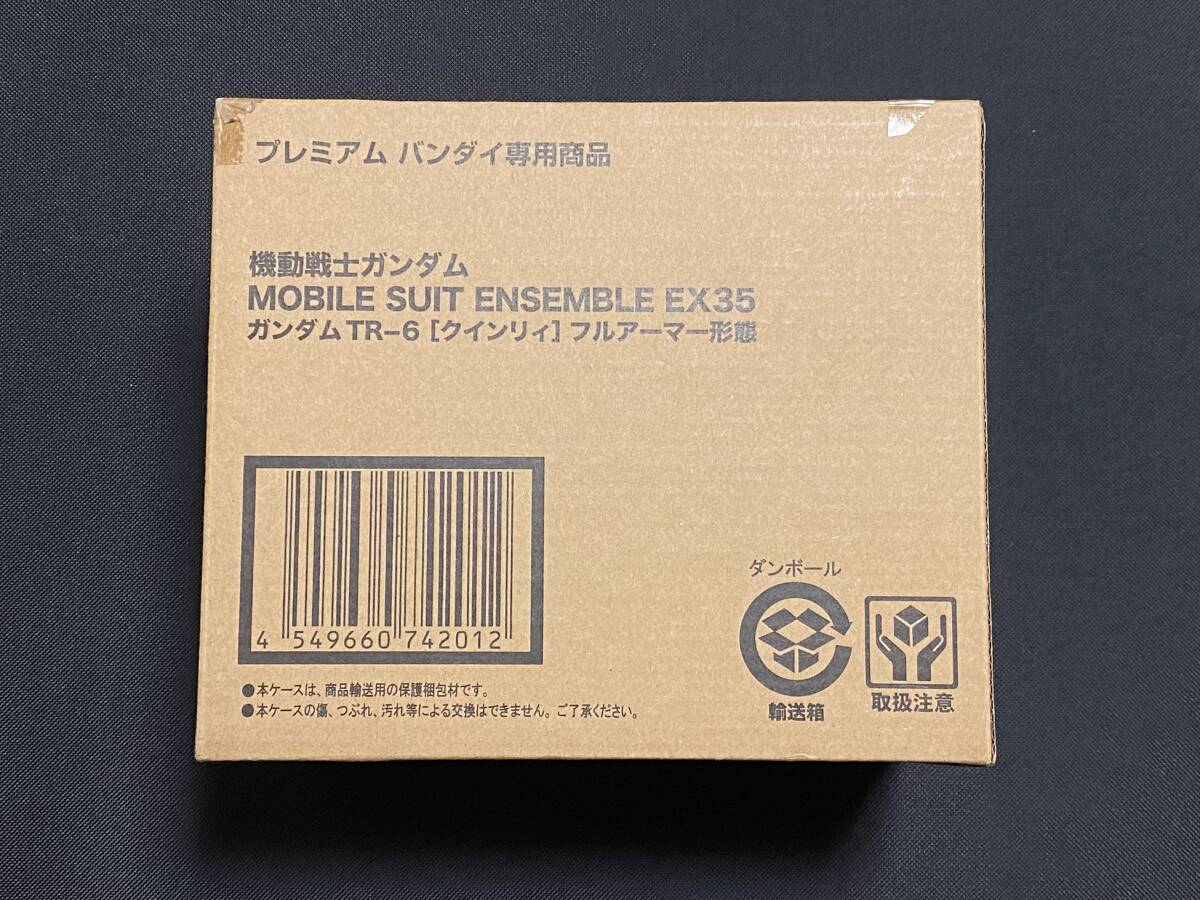 プレミアム バンダイ専用商品
機動戦士ガンダム
MOBILE SUIT ENSEMBLE EX35
ガンダムTR-6 [クインリィ] フルアーマー形態
4 549660 742012
●本ケースは、商品輸送用の保護梱包材です。
●本ケースの傷、つぶれ、汚れ等による交換はできません。ご了承ください。
ダンボール
輸送箱
取扱注意